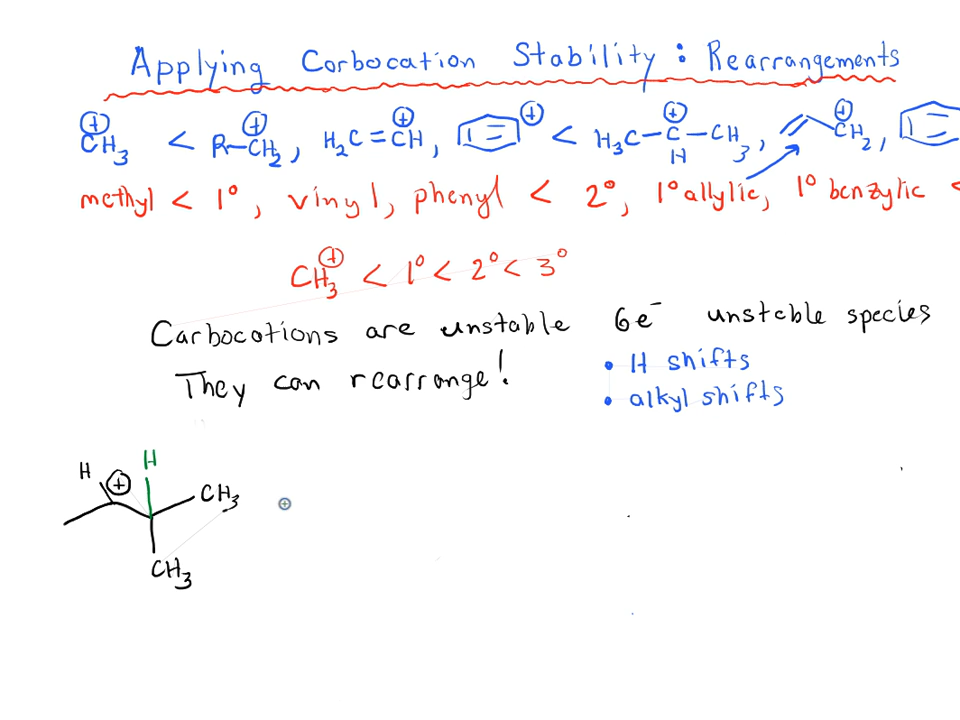 Applying Carbocation Stability : Rearrangements
⊕CH₃ < R–⊕CH₂, H₂C=⊕CH, ⊕ < H₃C–⊕CH–CH₃, ⊕CH₂,
methyl < 1°, vinyl, phenyl < 2°, 1° allylic, 1° benzylic <
⊕CH₃ < 1° < 2° < 3°
Carbocations are unstable 6e⁻ unstable species
They can rearrange!
• H shifts
• alkyl shifts
H ⊕ H
CH₃
CH₃